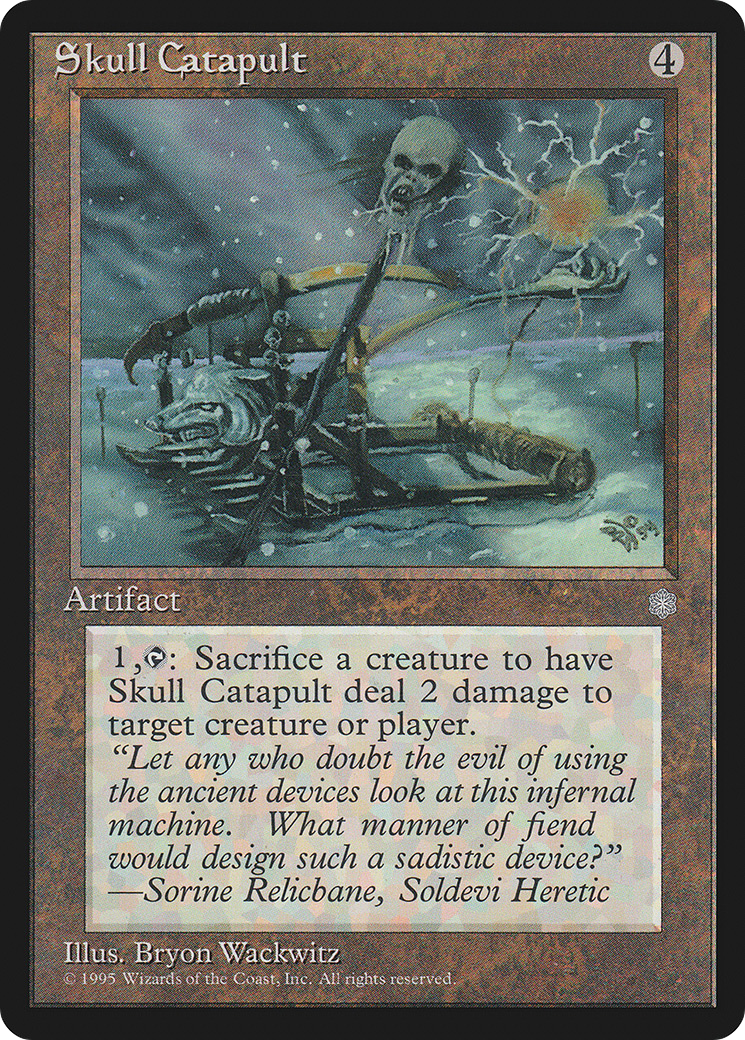 Skull Catapult
4
Artifact
1, : Sacrifice a creature to have
Skull Catapult deal 2 damage to
target creature or player.
“Let any who doubt the evil of using
the ancient devices look at this infernal
machine. What manner of fiend
would design such a sadistic device?”
—Sorine Relicbane, Soldevi Heretic
Illus. Bryon Wackwitz
© 1995 Wizards of the Coast, Inc. All rights reserved.